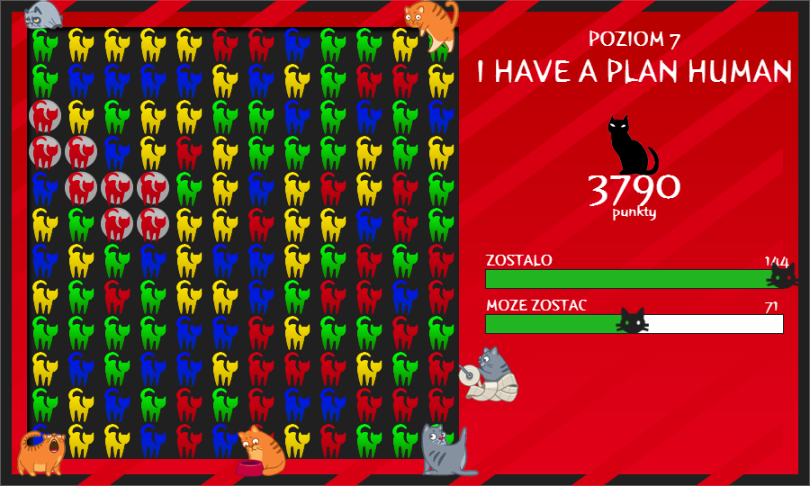 POZIOM 7
I HAVE A PLAN HUMAN
3790
punkty
ZOSTALO 144
MOZE ZOSTAC 71